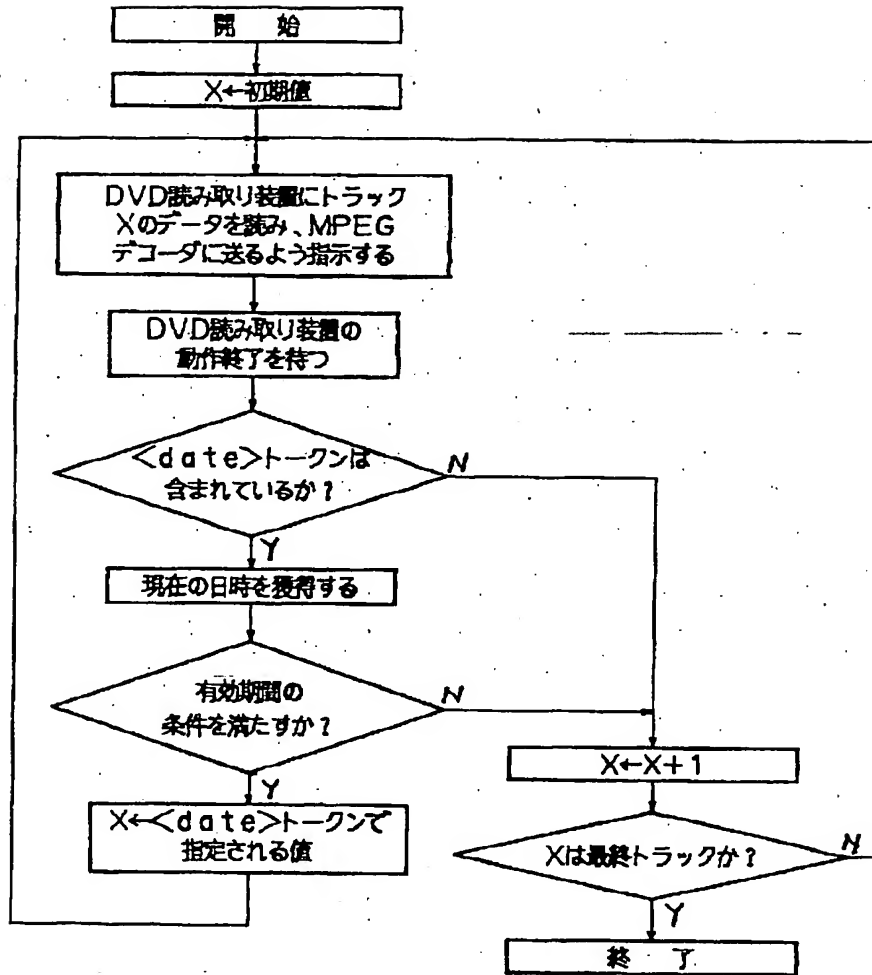 開 始
X←初期値
DVD読み取り装置にトラック
Xのデータを読み、MPEG
デコーダに送るよう指示する
DVD読み取り装置の
動作終了を待つ
<date>トークンは
含まれているか?
N
Y
現在の日時を獲得する
有効期間の
条件を満たすか?
N
Y
X←<date>トークンで
指定される値
X←X+1
Xは最終トラックか?
N
Y
終 了